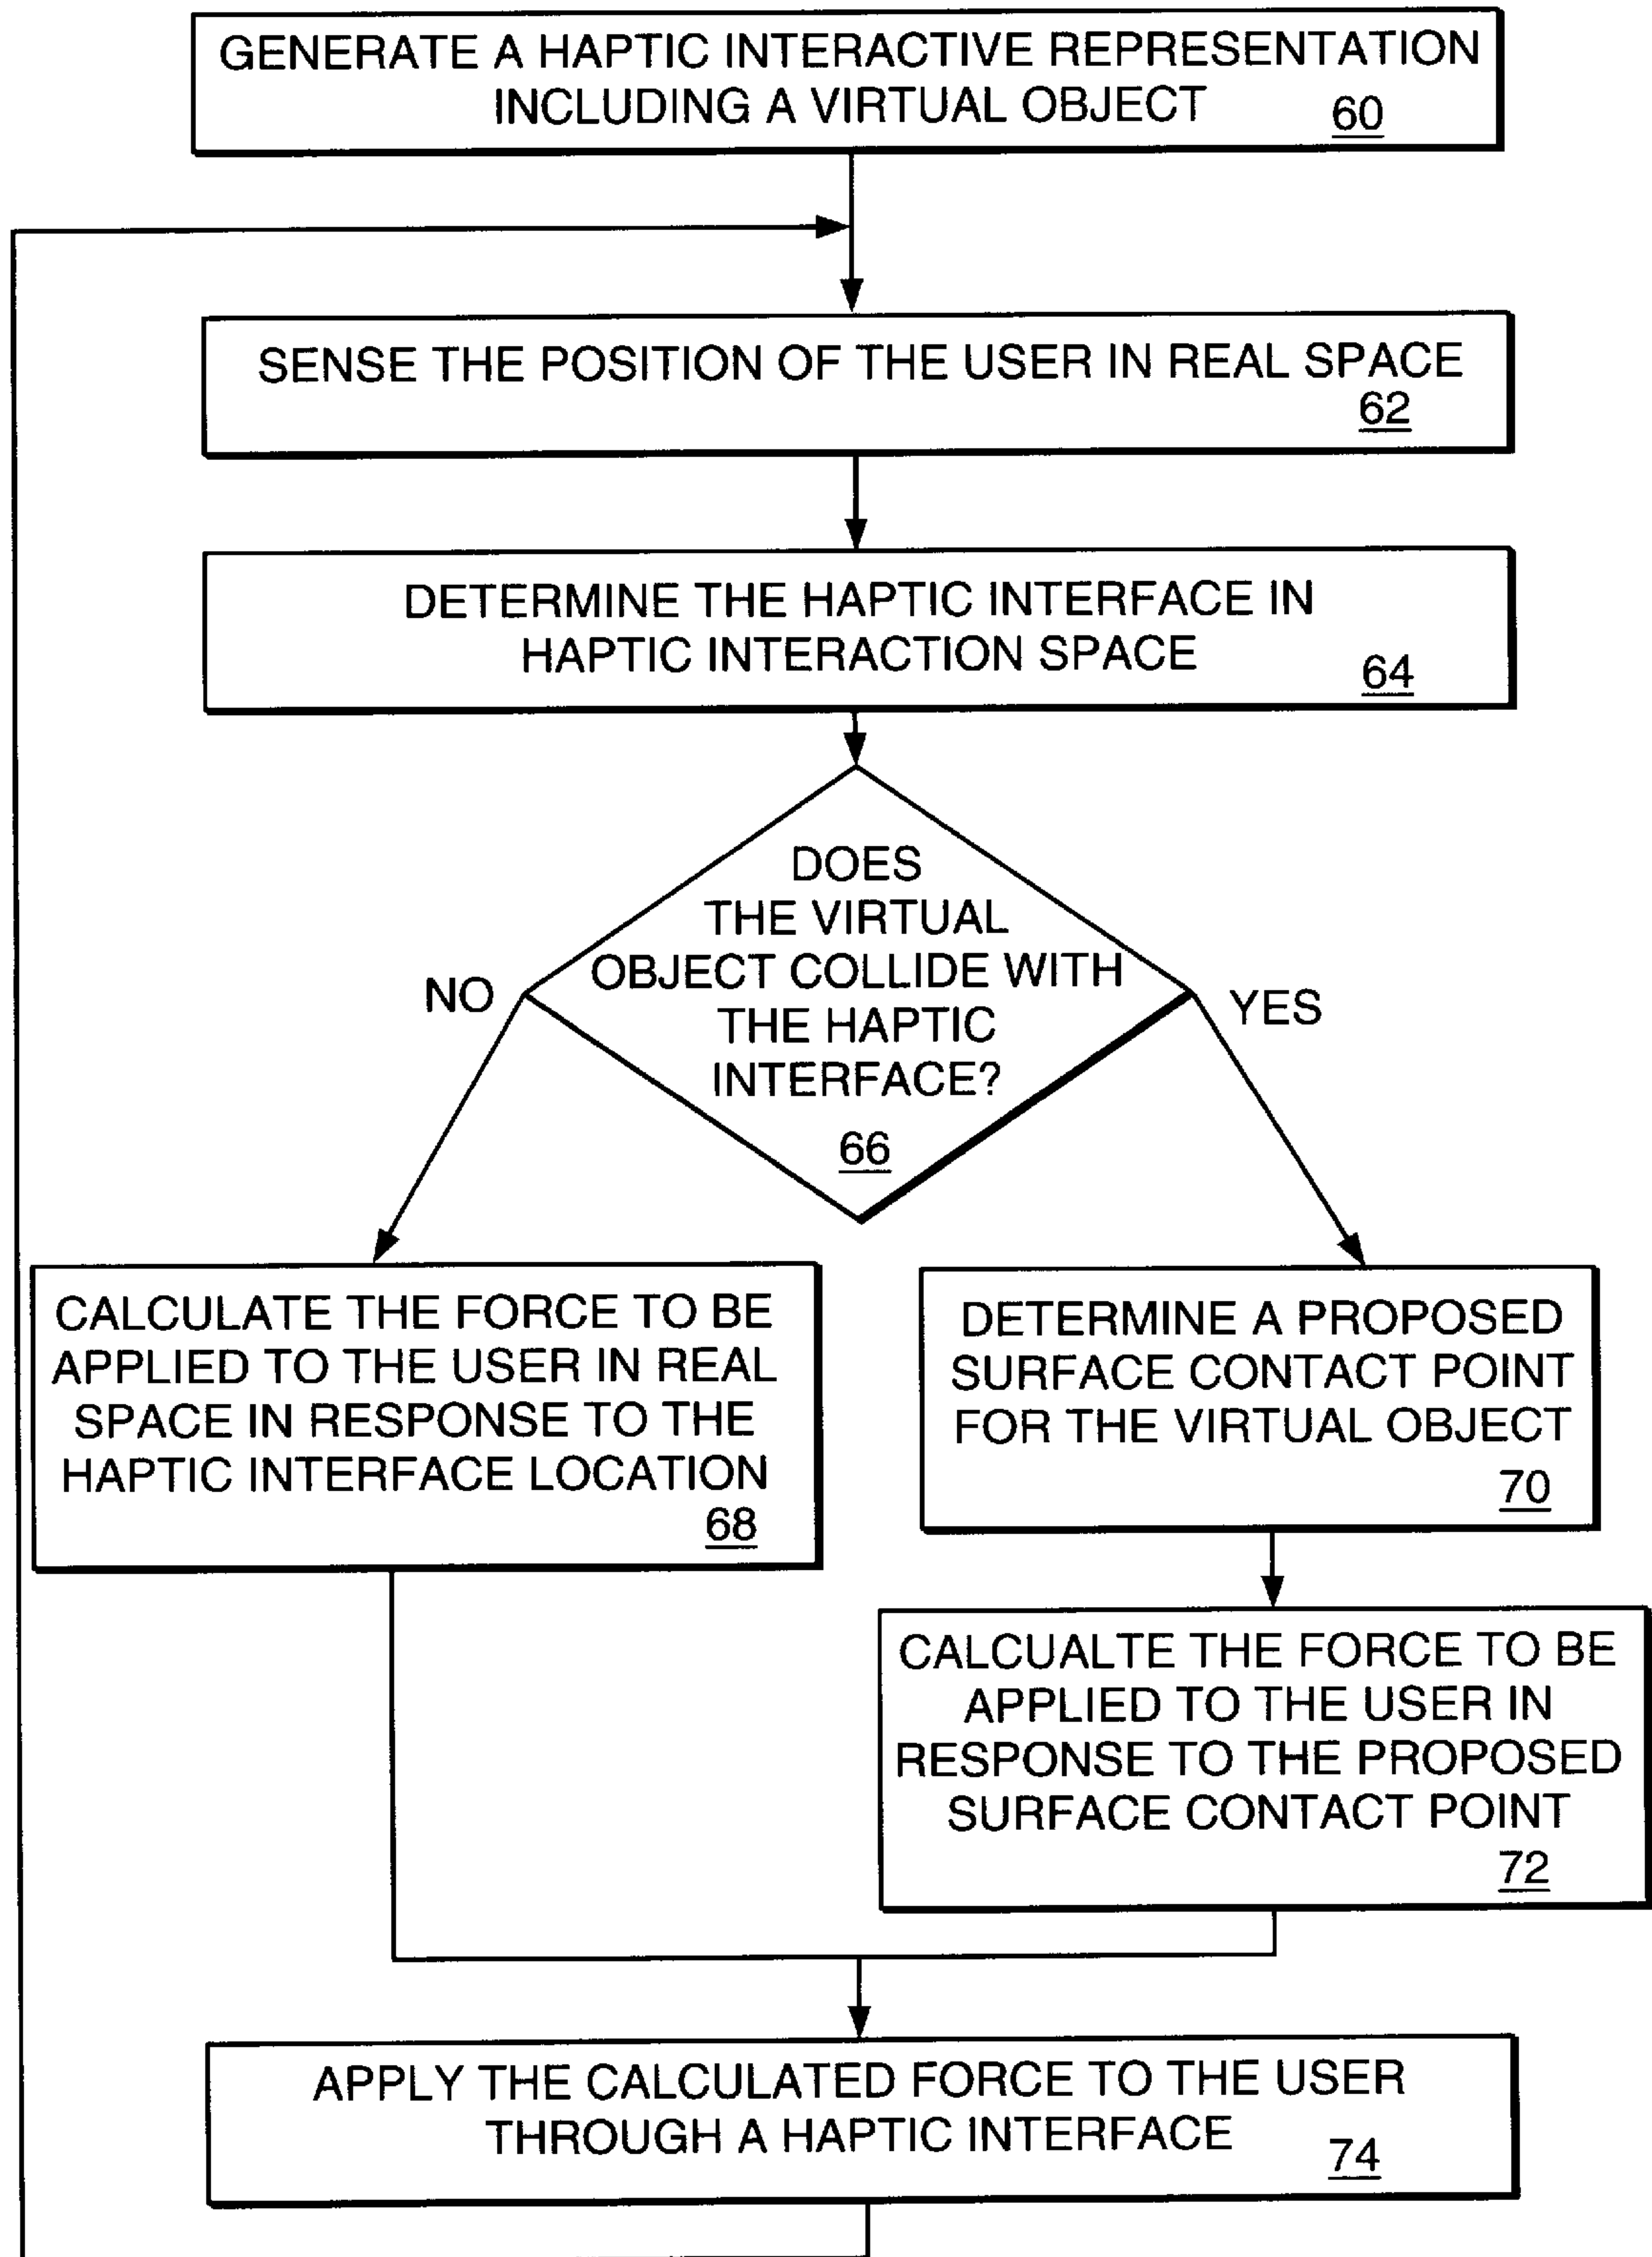 GENERATE A HAPTIC INTERACTIVE REPRESENTATION
INCLUDING A VIRTUAL OBJECT
60
SENSE THE POSITION OF THE USER IN REAL SPACE
62
DETERMINE THE HAPTIC INTERFACE IN
HAPTIC INTERACTION SPACE
64
DOES
THE VIRTUAL
OBJECT COLLIDE WITH
THE HAPTIC
INTERFACE?
66
NO
YES
CALCULATE THE FORCE TO BE
APPLIED TO THE USER IN REAL
SPACE IN RESPONSE TO THE
HAPTIC INTERFACE LOCATION
68
DETERMINE A PROPOSED
SURFACE CONTACT POINT
FOR THE VIRTUAL OBJECT
70
CALCUALTE THE FORCE TO BE
APPLIED TO THE USER IN
RESPONSE TO THE PROPOSED
SURFACE CONTACT POINT
72
APPLY THE CALCULATED FORCE TO THE USER
THROUGH A HAPTIC INTERFACE
74